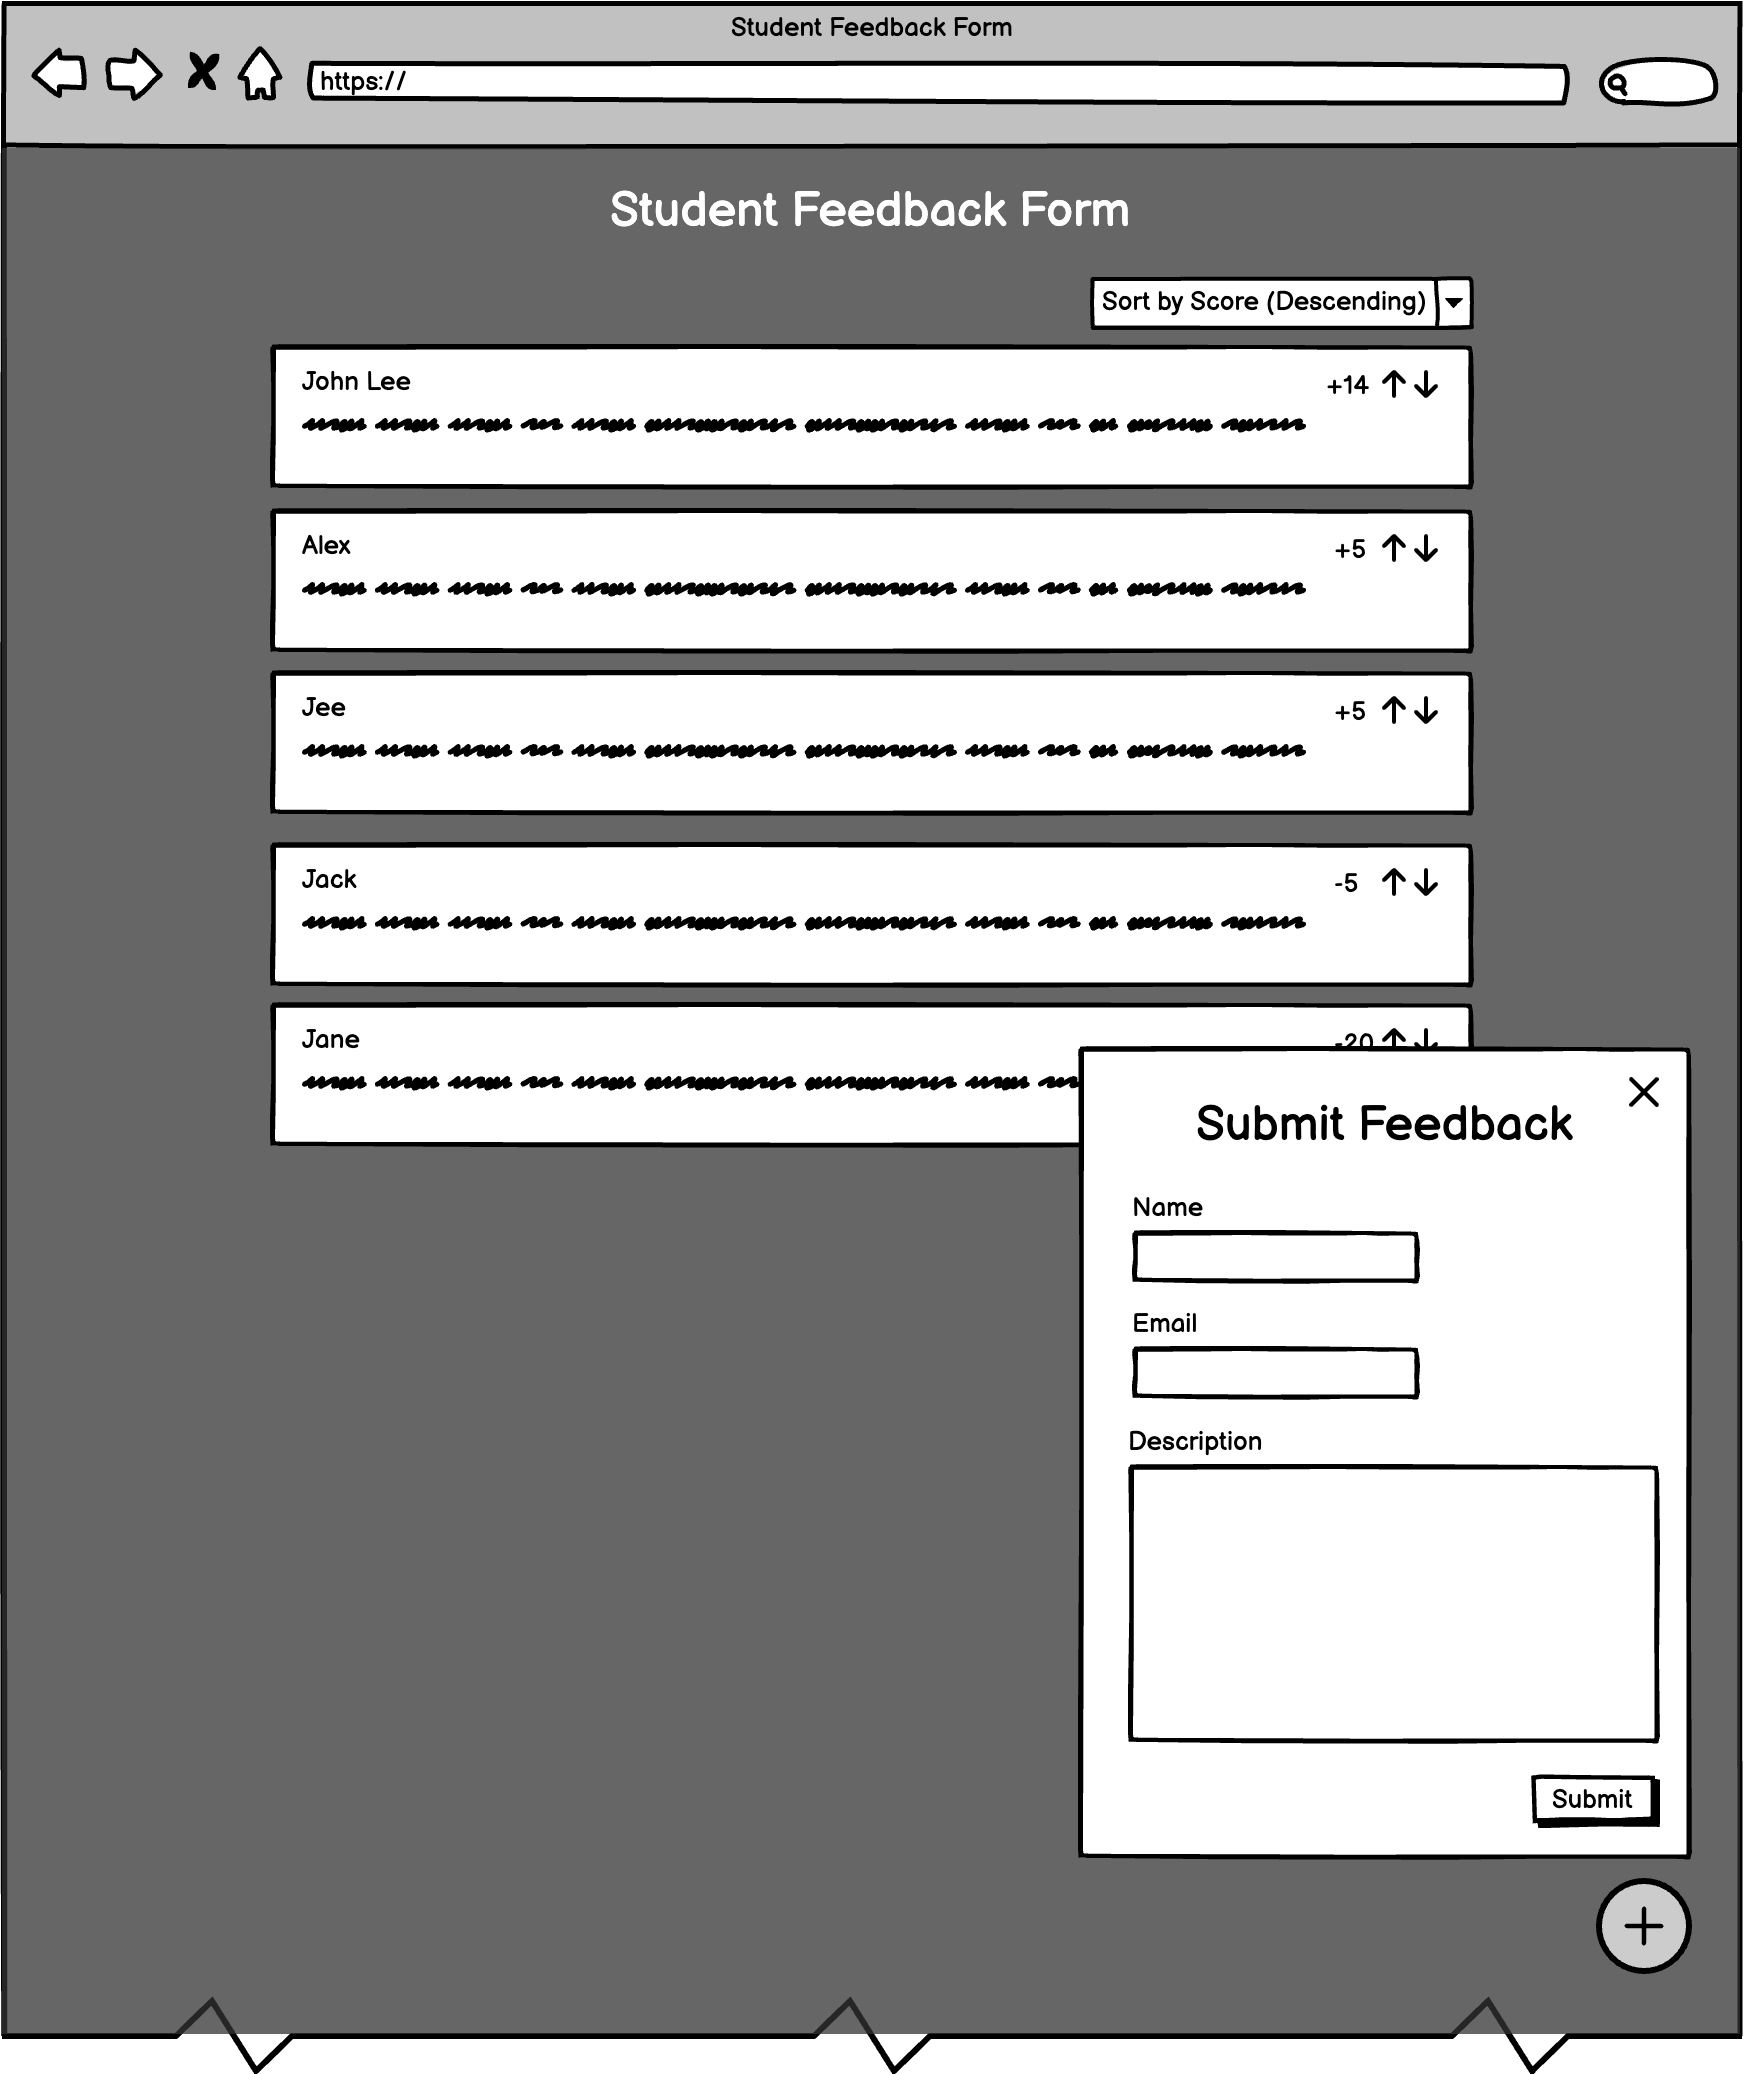 Student Feedback Form
https://
Student Feedback Form
Sort by Score (Descending)
John Lee
+14
Alex
+5
Jee
+5
Jack
-5
Jane
-20
Submit Feedback
Name
Email
Description
Submit